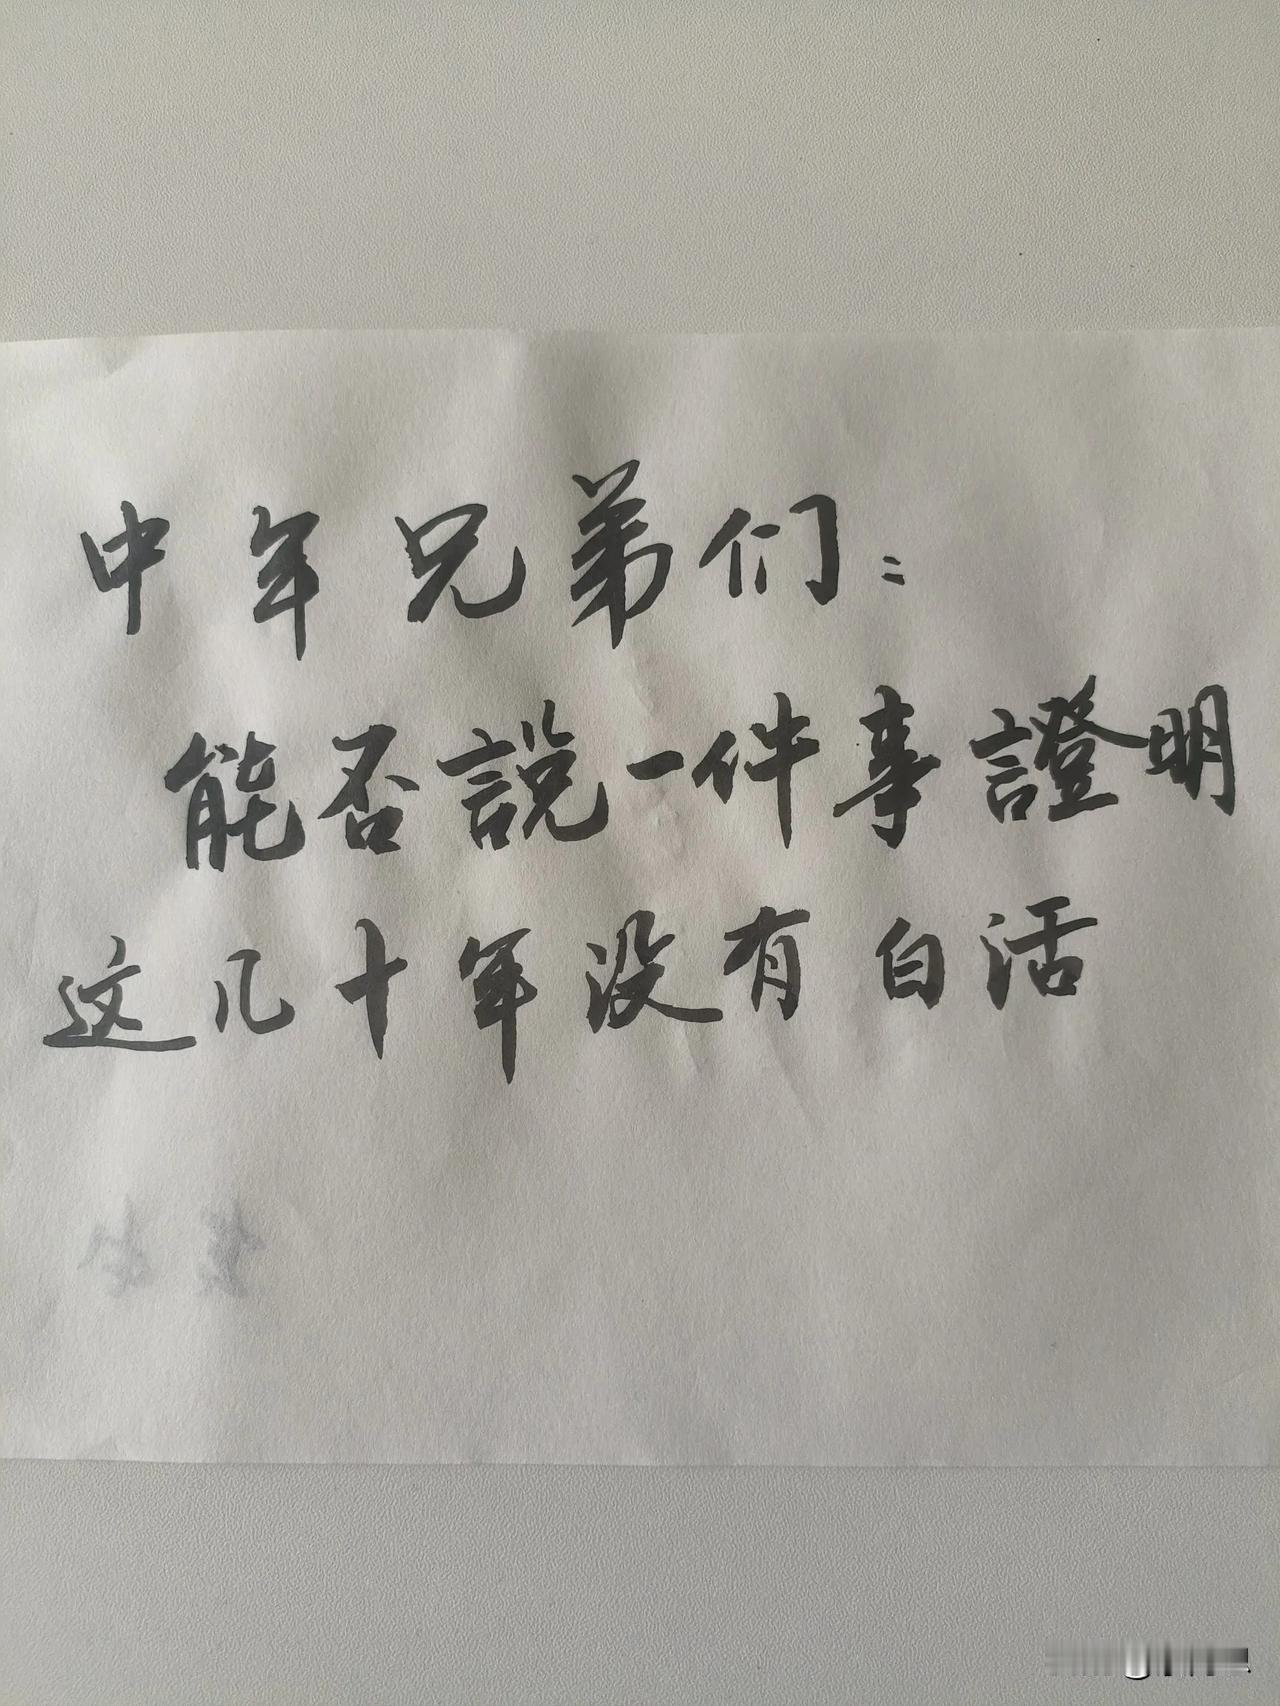 中年兄弟们：
能否説一件事證明
这几十年没有白活